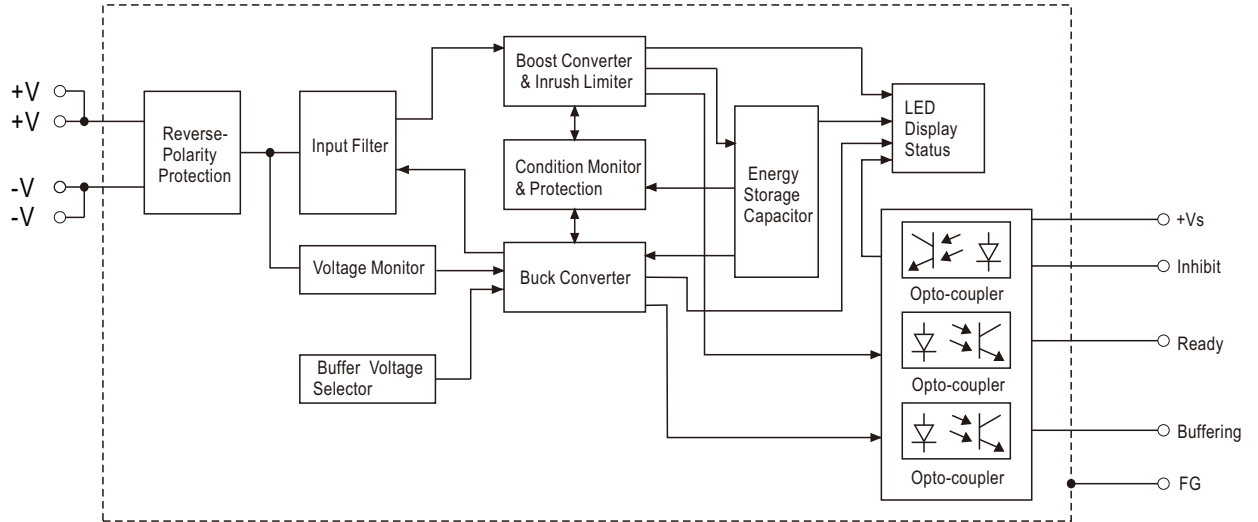 +V
+V
-V
-V
Reverse-
Polarity
Protection
Input Filter
Voltage Monitor
Buffer Voltage
Selector
Boost Converter
& Inrush Limiter
Condition Monitor
& Protection
Buck Converter
Energy
Storage
Capacitor
LED
Display
Status
Opto-coupler
Opto-coupler
Opto-coupler
+Vs
Inhibit
Ready
Buffering
FG